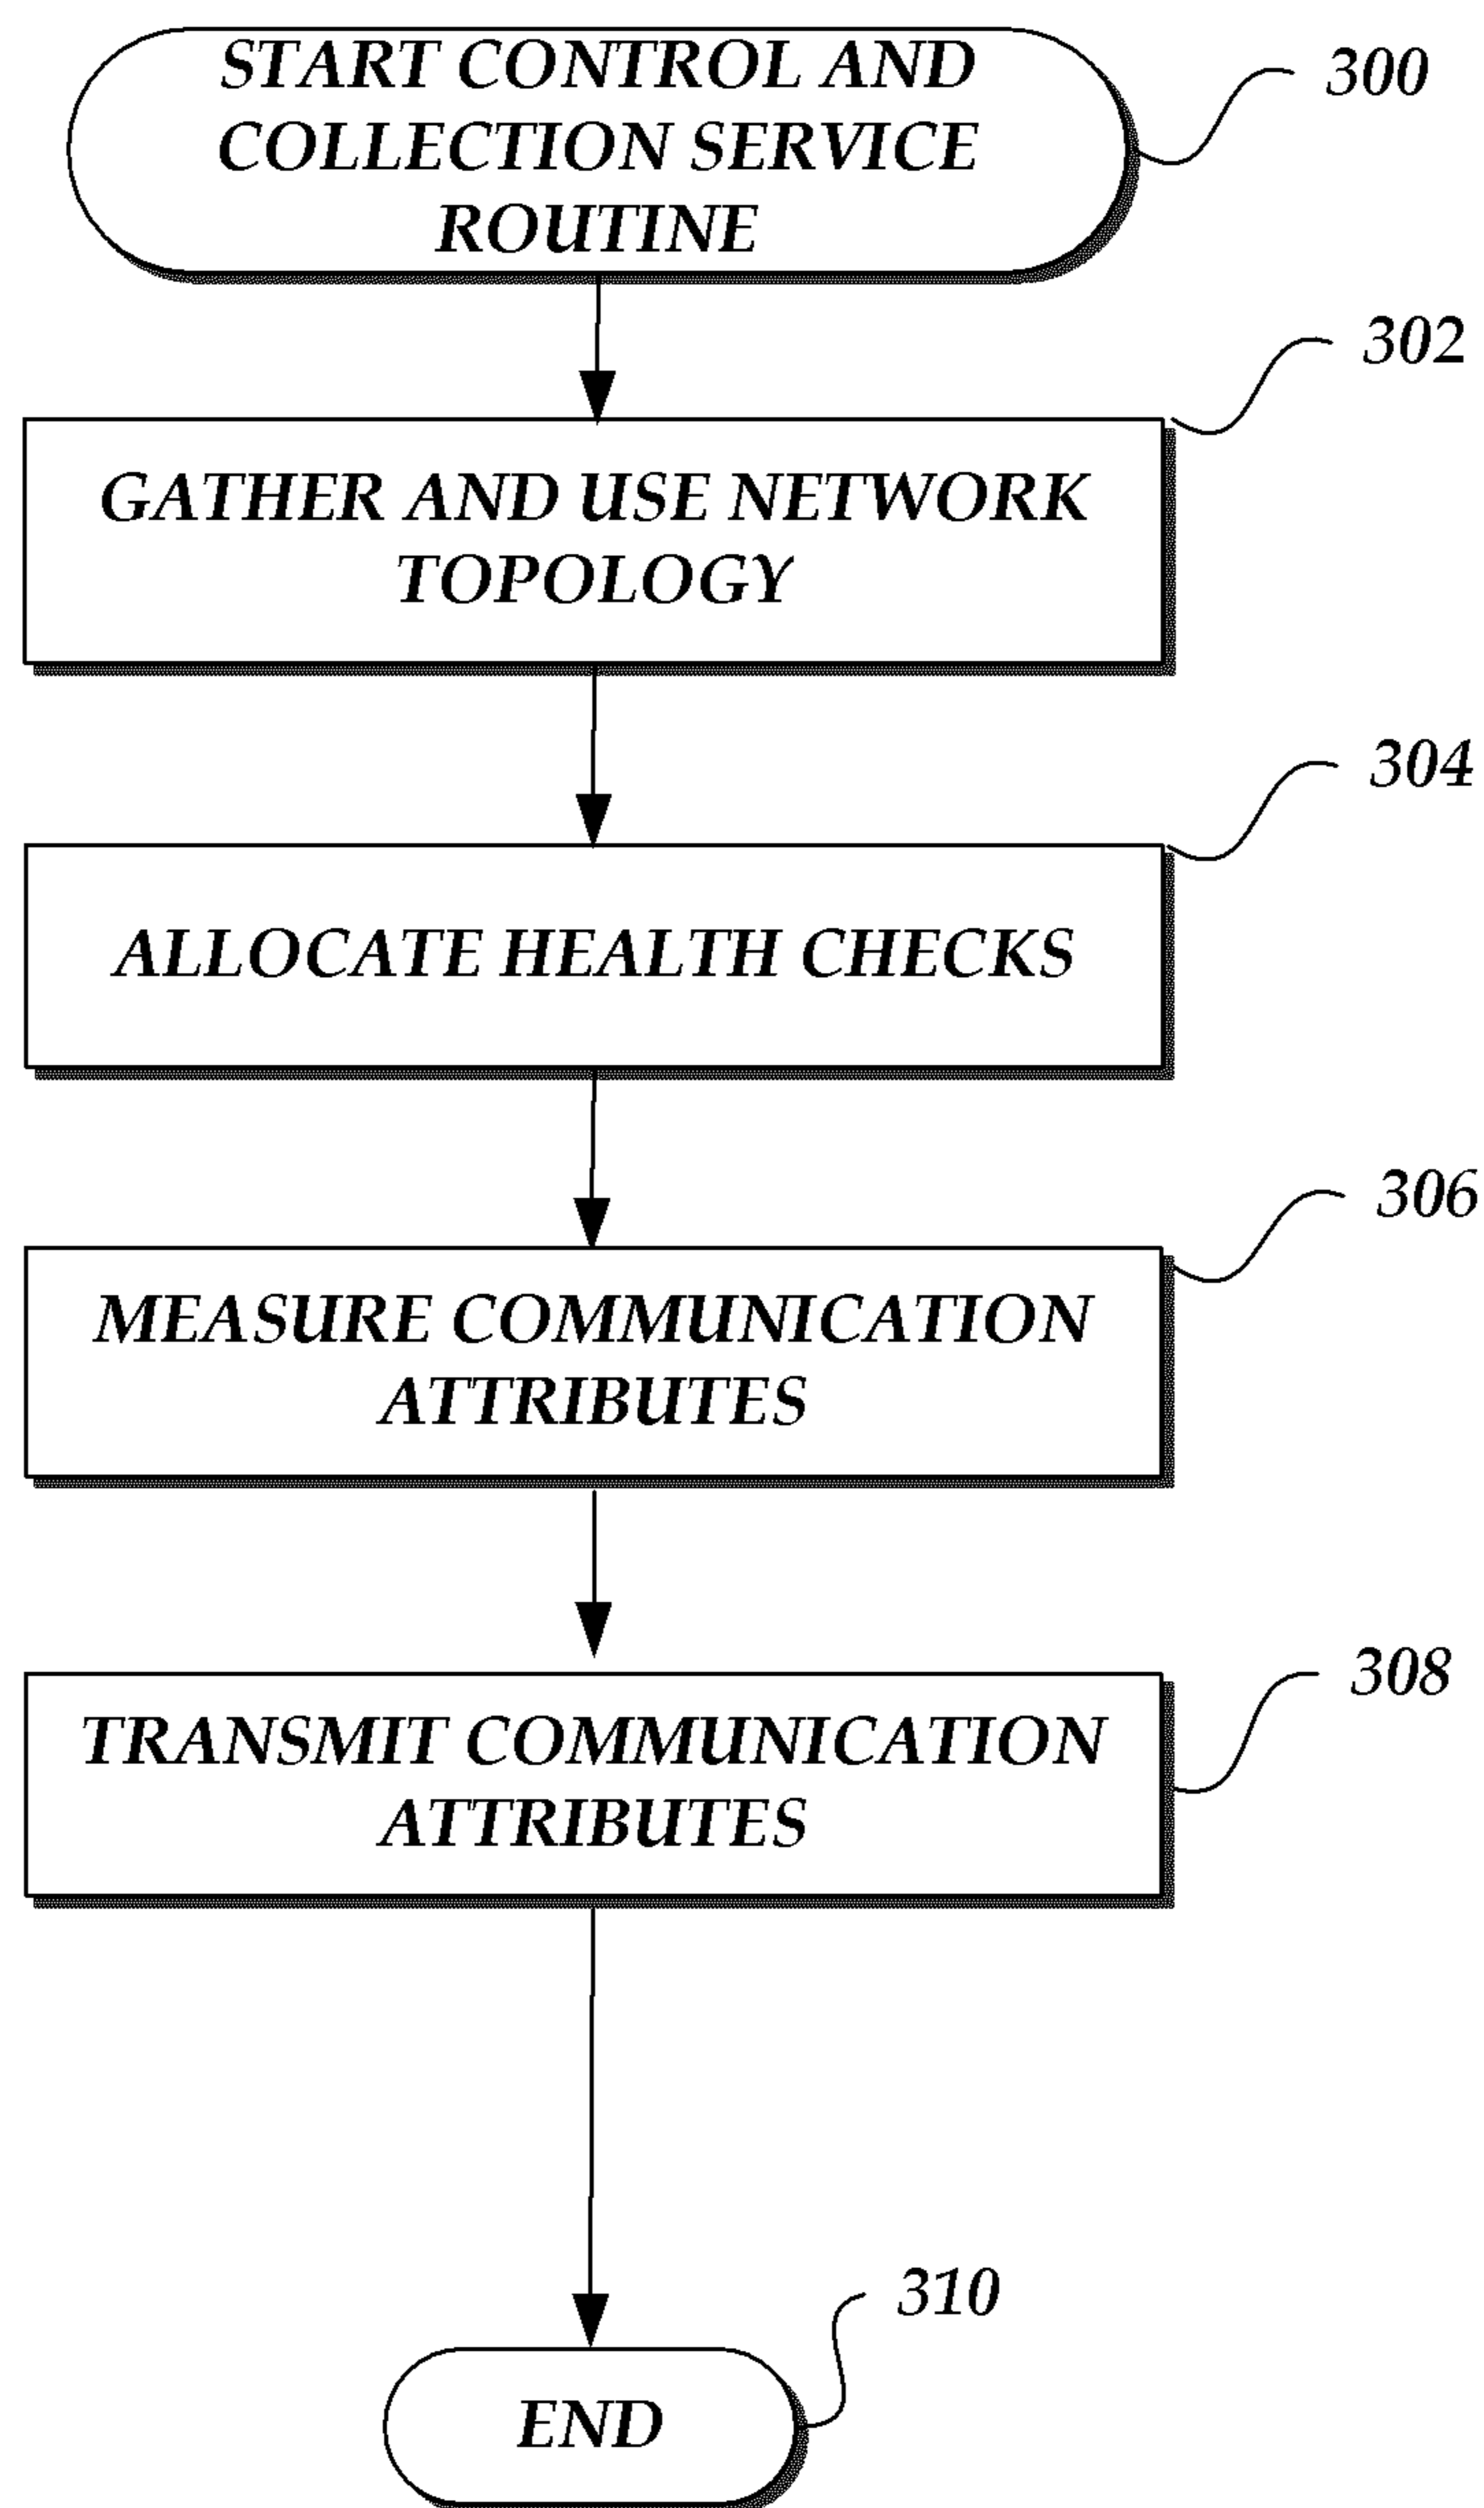 START CONTROL AND
COLLECTION SERVICE
ROUTINE
300
302
GATHER AND USE NETWORK
TOPOLOGY
304
ALLOCATE HEALTH CHECKS
306
MEASURE COMMUNICATION
ATTRIBUTES
308
TRANSMIT COMMUNICATION
ATTRIBUTES
310
END